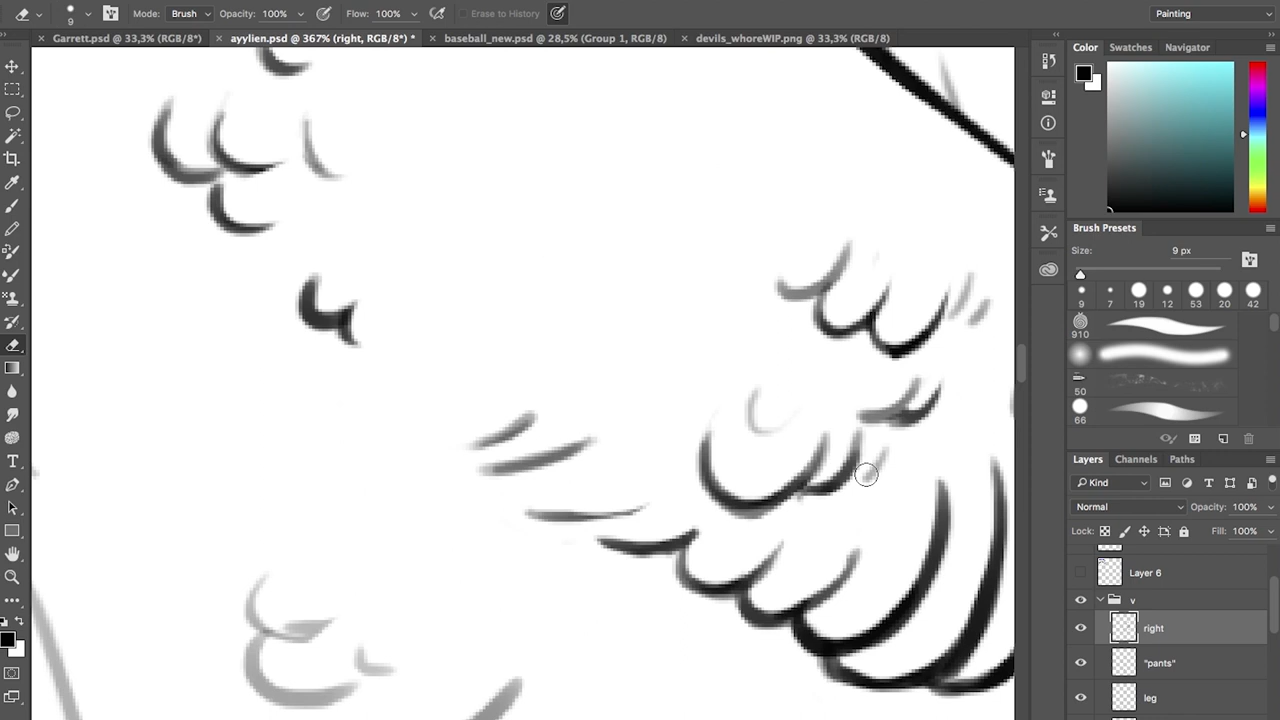 9 Mode: Brush Opacity: 100% Flow: 100% Erase to History Painting
Garrett.psd @ 33,3% (RGB/8*) ayylien.psd @ 367% (right, RGB/8*) * baseball_new.psd @ 28,5% (Group 1, RGB/8) devils_whoreWIP.png @ 33,3% (RGB/8)
Color Swatches Navigator
Brush Presets
Size: 9 px
9 7 19 12 53 20 42
910
50
66
Layers Channels Paths
Kind
Normal Opacity: 100%
Lock: Fill: 100%
Layer 6
v
right
"pants"
leg